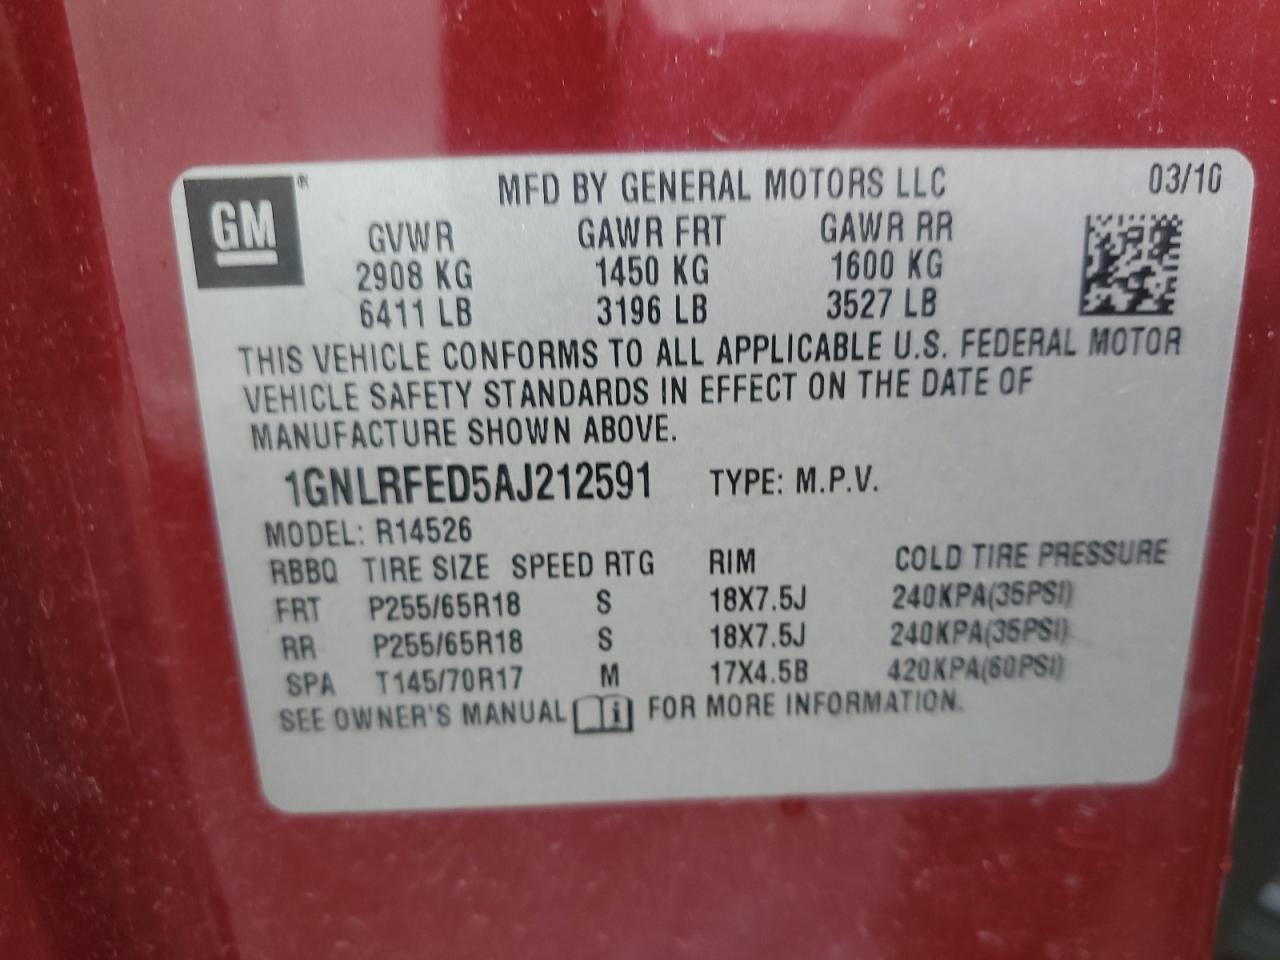 GM® MFD BY GENERAL MOTORS LLC 03/10
GVWR GAWR FRT GAWR RR
2908 KG 1450 KG 1600 KG
6411 LB 3196 LB 3527 LB
THIS VEHICLE CONFORMS TO ALL APPLICABLE U.S. FEDERAL MOTOR
VEHICLE SAFETY STANDARDS IN EFFECT ON THE DATE OF
MANUFACTURE SHOWN ABOVE.
1GNLRFED5AJ212591 TYPE: M.P.V.
MODEL: R14526
RBBQ TIRE SIZE SPEED RTG RIM COLD TIRE PRESSURE
FRT P255/65R18 S 18X7.5J 240KPA(35PSI)
RR P255/65R18 S 18X7.5J 240KPA(35PSI)
SPA T145/70R17 M 17X4.5B 420KPA(60PSI)
SEE OWNER'S MANUAL i FOR MORE INFORMATION.